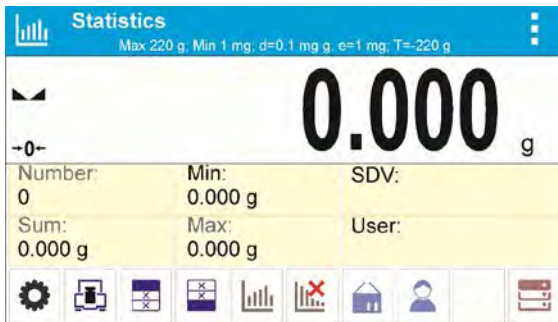 Statistics
Max 220 g, Min 1 mg; d=0.1 mg g, e=1 mg; T=-220 g
0.000 g
→0←
Number: Min: SDV:
0 0.000 g
Sum: Max: User:
0.000 g 0.000 g